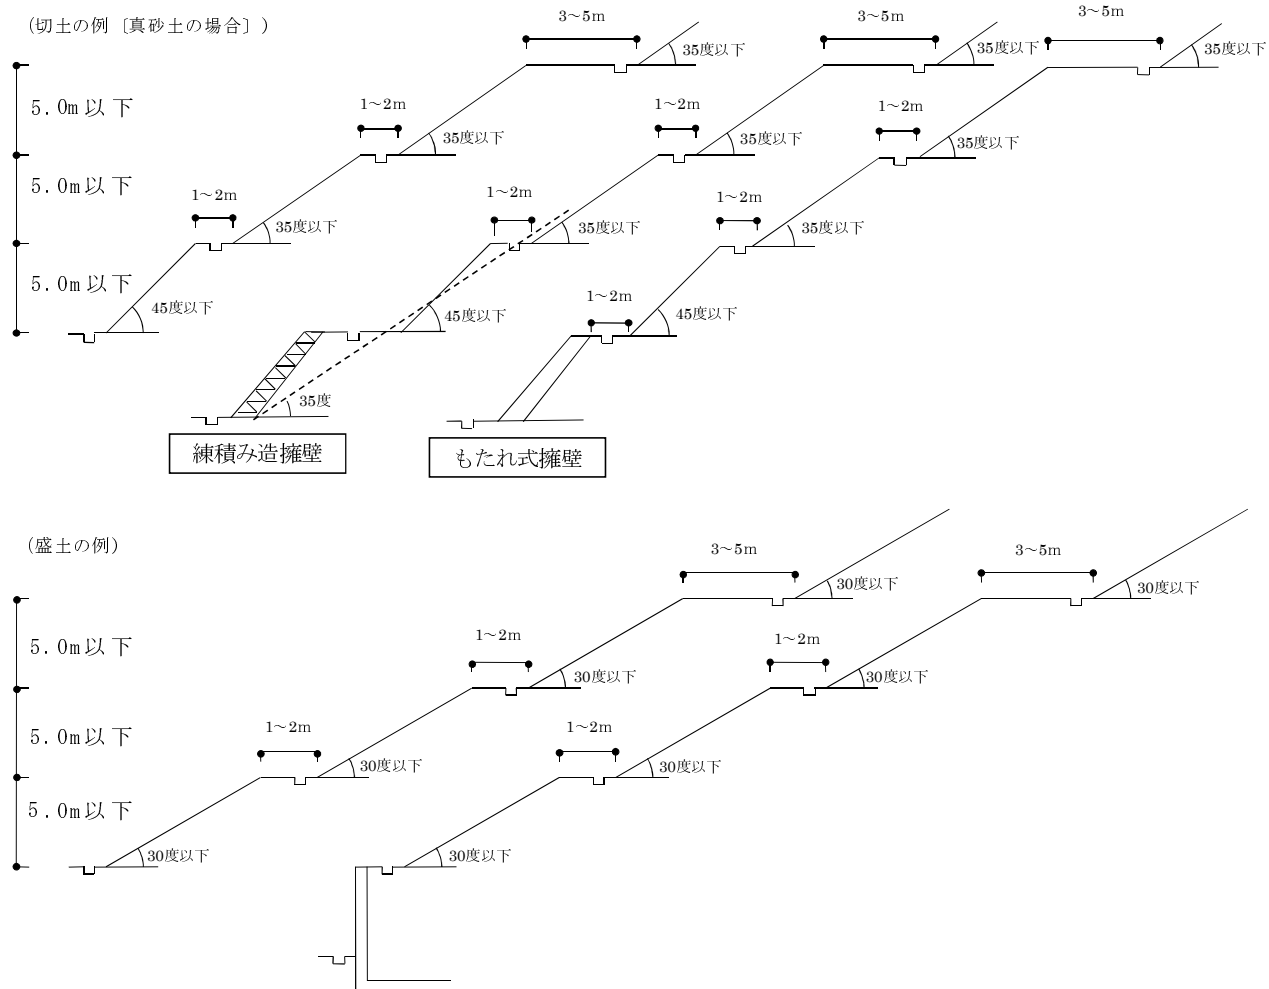 (切土の例〔真砂土の場合〕)
3～5m
3～5m
3～5m
35度以下
35度以下
35度以下
5.0m以下
1～2m
1～2m
1～2m
35度以下
35度以下
35度以下
5.0m以下
1～2m
1～2m
1～2m
35度以下
35度以下
35度以下
5.0m以下
1～2m
45度以下
45度以下
45度以下
35度
練積み造擁壁
もたれ式擁壁
(盛土の例)
3～5m
3～5m
30度以下
30度以下
5.0m以下
1～2m
1～2m
30度以下
30度以下
5.0m以下
1～2m
1～2m
30度以下
30度以下
5.0m以下
30度以下
30度以下